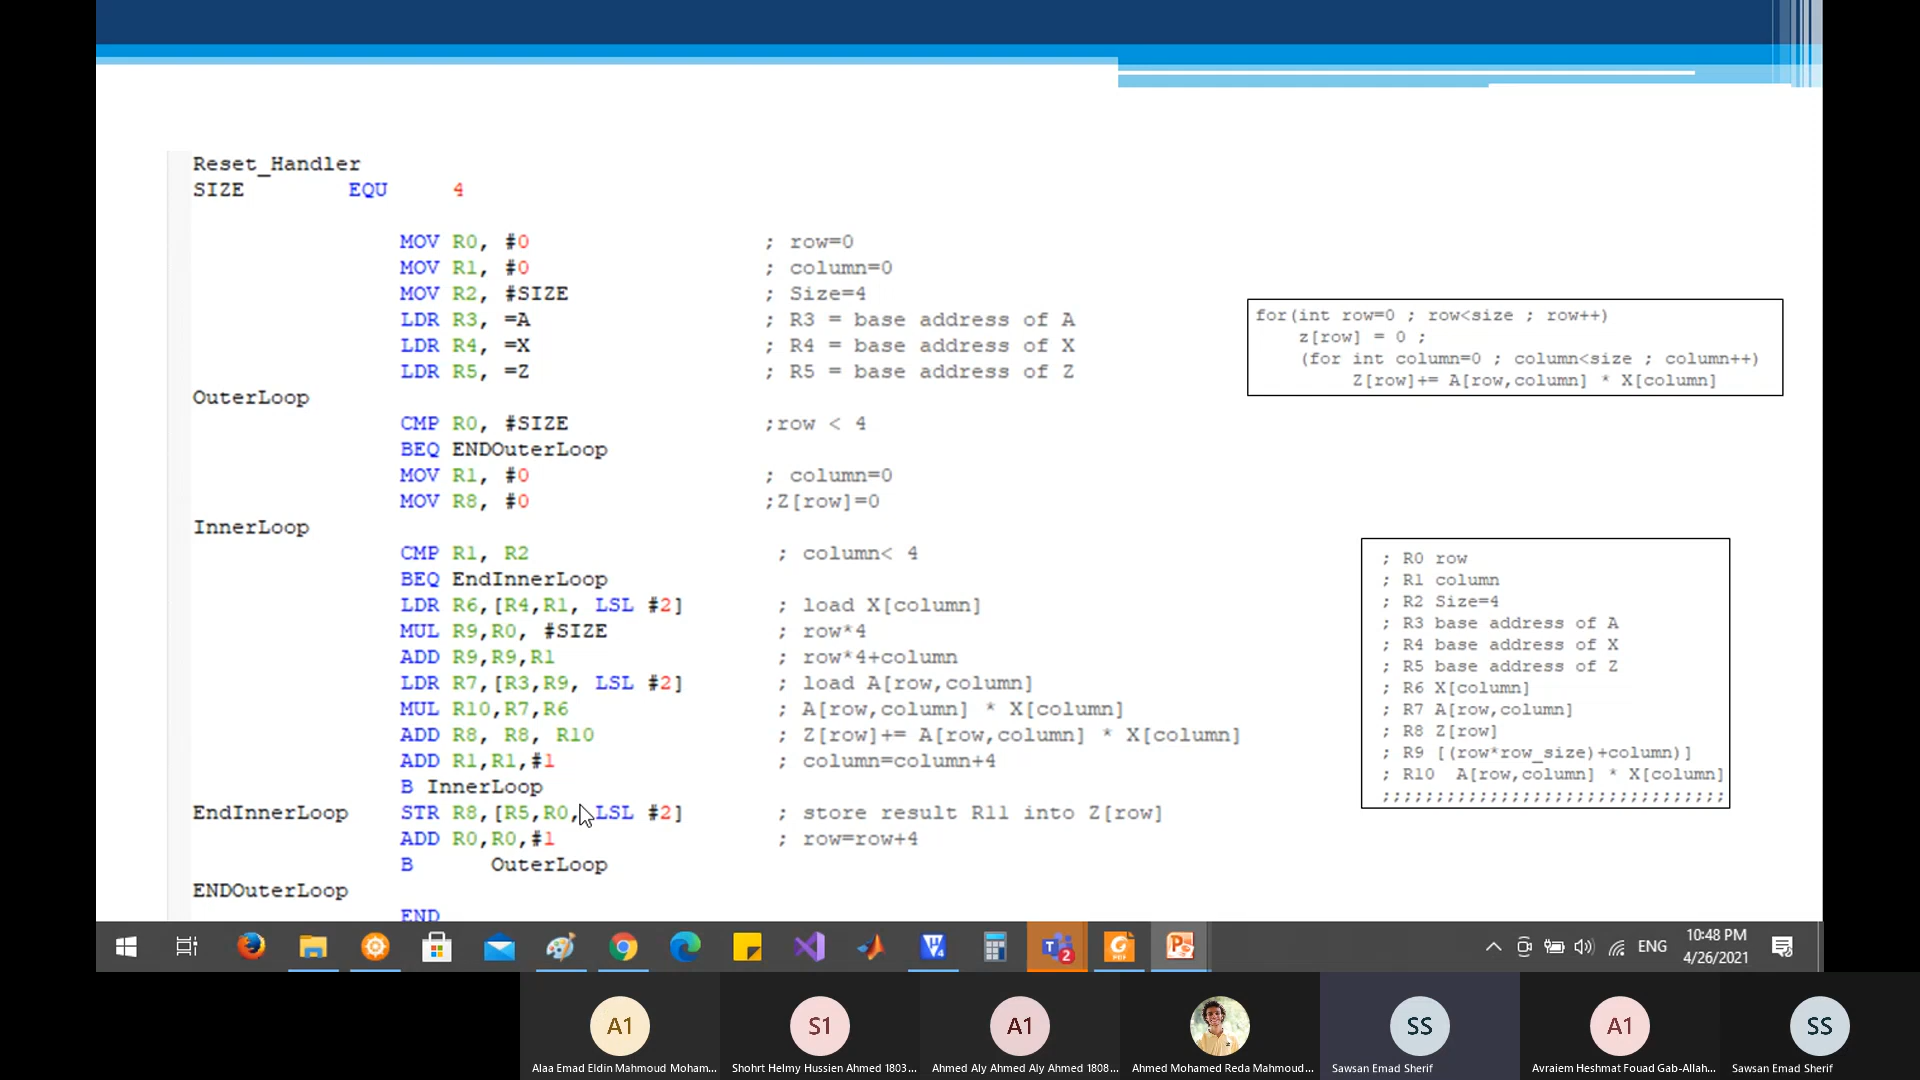 Reset_Handler
SIZE EQU 4
MOV R0, #0 ; row=0
MOV R1, #0 ; column=0
MOV R2, #SIZE ; Size=4
LDR R3, =A ; R3 = base address of A
LDR R4, =X ; R4 = base address of X
LDR R5, =Z ; R5 = base address of Z
OuterLoop
CMP R0, #SIZE ;row < 4
BEQ ENDOuterLoop
MOV R1, #0 ; column=0
MOV R8, #0 ;Z[row]=0
InnerLoop
CMP R1, R2 ; column< 4
BEQ EndInnerLoop
LDR R6,[R4,R1, LSL #2] ; load X[column]
MUL R9,R0, #SIZE ; row*4
ADD R9,R9,R1 ; row*4+column
LDR R7,[R3,R9, LSL #2] ; load A[row,column]
MUL R10,R7,R6 ; A[row,column] * X[column]
ADD R8, R8, R10 ; Z[row]+= A[row,column] * X[column]
ADD R1,R1,#1 ; column=column+4
B InnerLoop
EndInnerLoop STR R8,[R5,R0, LSL #2] ; store result R11 into Z[row]
ADD R0,R0,#1 ; row=row+4
B OuterLoop
ENDOuterLoop
END
for(int row=0 ; row<size ; row++)
z[row] = 0 ;
(for int column=0 ; column<size ; column++)
Z[row]+= A[row,column] * X[column]
; R0 row
; R1 column
; R2 Size=4
; R3 base address of A
; R4 base address of X
; R5 base address of Z
; R6 X[column]
; R7 A[row,column]
; R8 Z[row]
; R9 [(row*row_size)+column)]
; R10 A[row,column] * X[column]
;;;;;;;;;;;;;;;;;;;;;;;;;;;;;;;;
2
ENG
10:48 PM
4/26/2021
A1
S1
A1
SS
A1
SS
Alaa Emad Eldin Mahmoud Moham...
Shohrt Helmy Hussien Ahmed 1803...
Ahmed Aly Ahmed Aly Ahmed 1808...
Ahmed Mohamed Reda Mahmoud...
Sawsan Emad Sherif
Avraiem Heshmat Fouad Gab-Allah...
Sawsan Emad Sherif